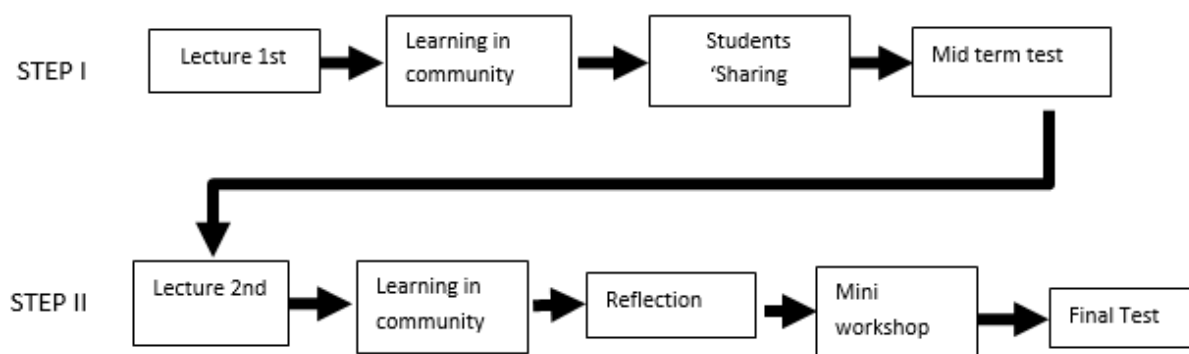 STEP I
Lecture 1st
Learning in
community
Students
‘Sharing
Mid term test
STEP II
Lecture 2nd
Learning in
community
Reflection
Mini
workshop
Final Test